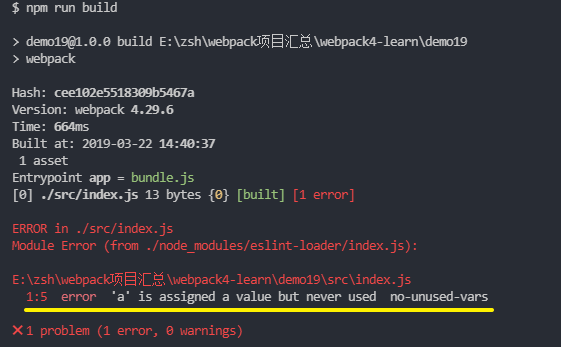 $ npm run build
> demo19@1.0.0 build E:\zsh\webpack项目汇总\webpack4-learn\demo19
> webpack
Hash: cee102e5518309b5467a
Version: webpack 4.29.6
Time: 664ms
Built at: 2019-03-22 14:40:37
1 asset
Entrypoint app = bundle.js
[0] ./src/index.js 13 bytes {0} [built] [1 error]
ERROR in ./src/index.js
Module Error (from ./node_modules/eslint-loader/index.js):
E:\zsh\webpack项目汇总\webpack4-learn\demo19\src\index.js
1:5  error  'a' is assigned a value but never used  no-unused-vars
✖ 1 problem (1 error, 0 warnings)